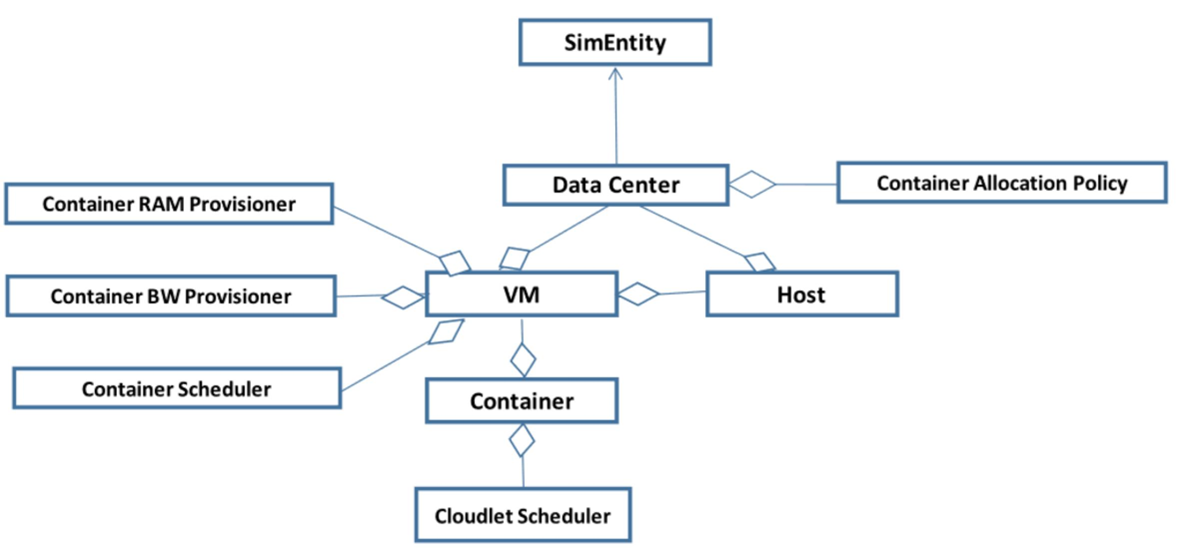 SimEntity
Data Center
Container Allocation Policy
Container RAM Provisioner
Container BW Provisioner
VM
Host
Container Scheduler
Container
Cloudlet Scheduler